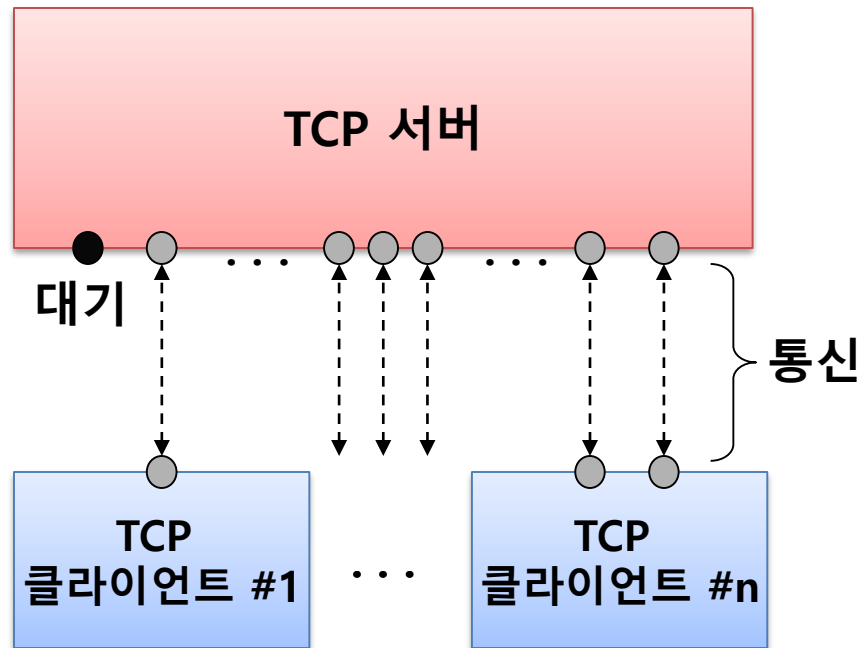 TCP 서버
. . .
. . .
대기
통신
TCP
클라이언트 #1
. . .
TCP
클라이언트 #n